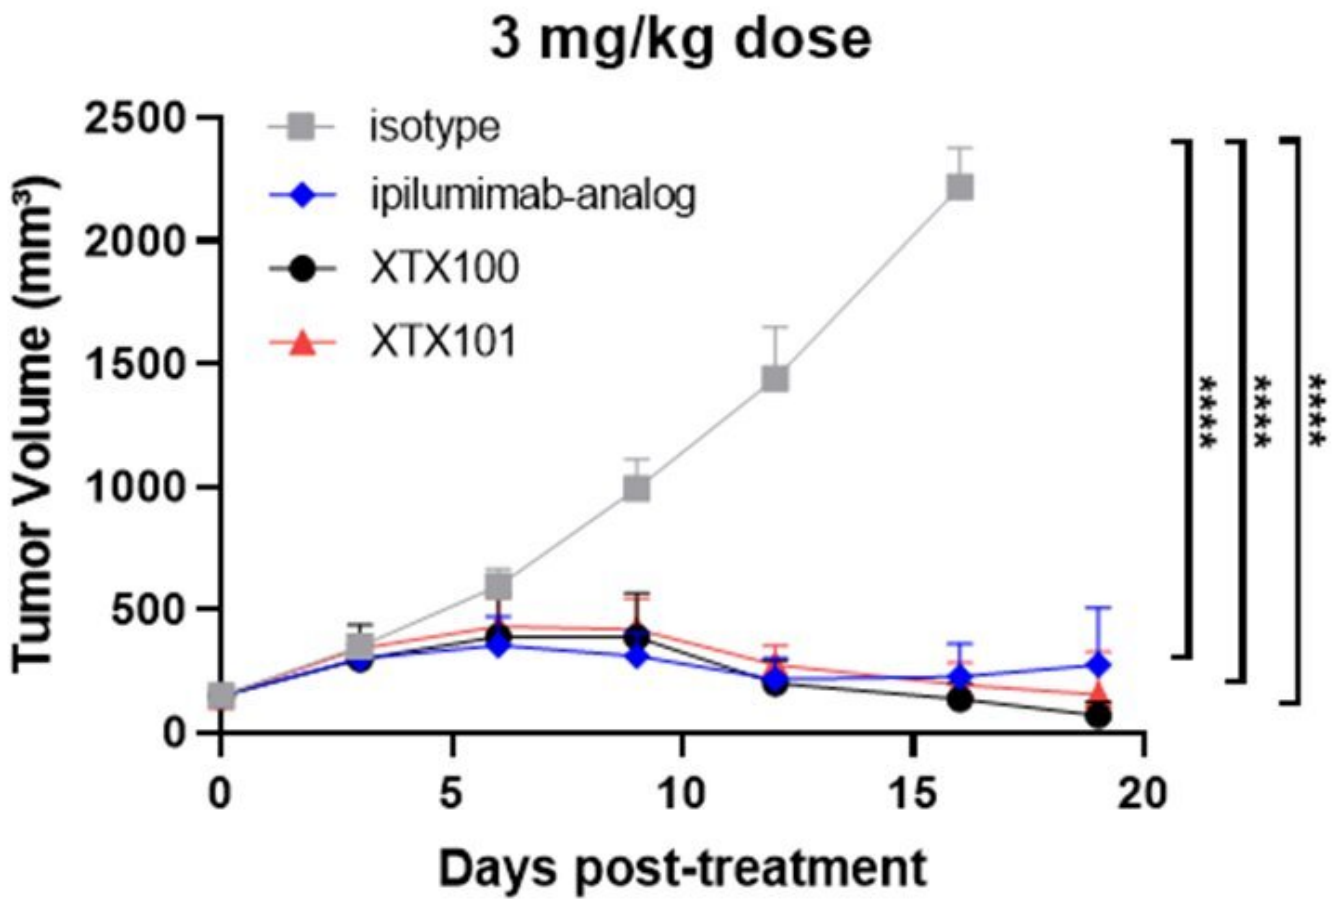 3 mg/kg dose
isotype
ipilumimab-analog
XTX100
XTX101
Tumor Volume (mm³)
2500
2000
1500
1000
500
0
0 5 10 15 20
Days post-treatment
****
****
****